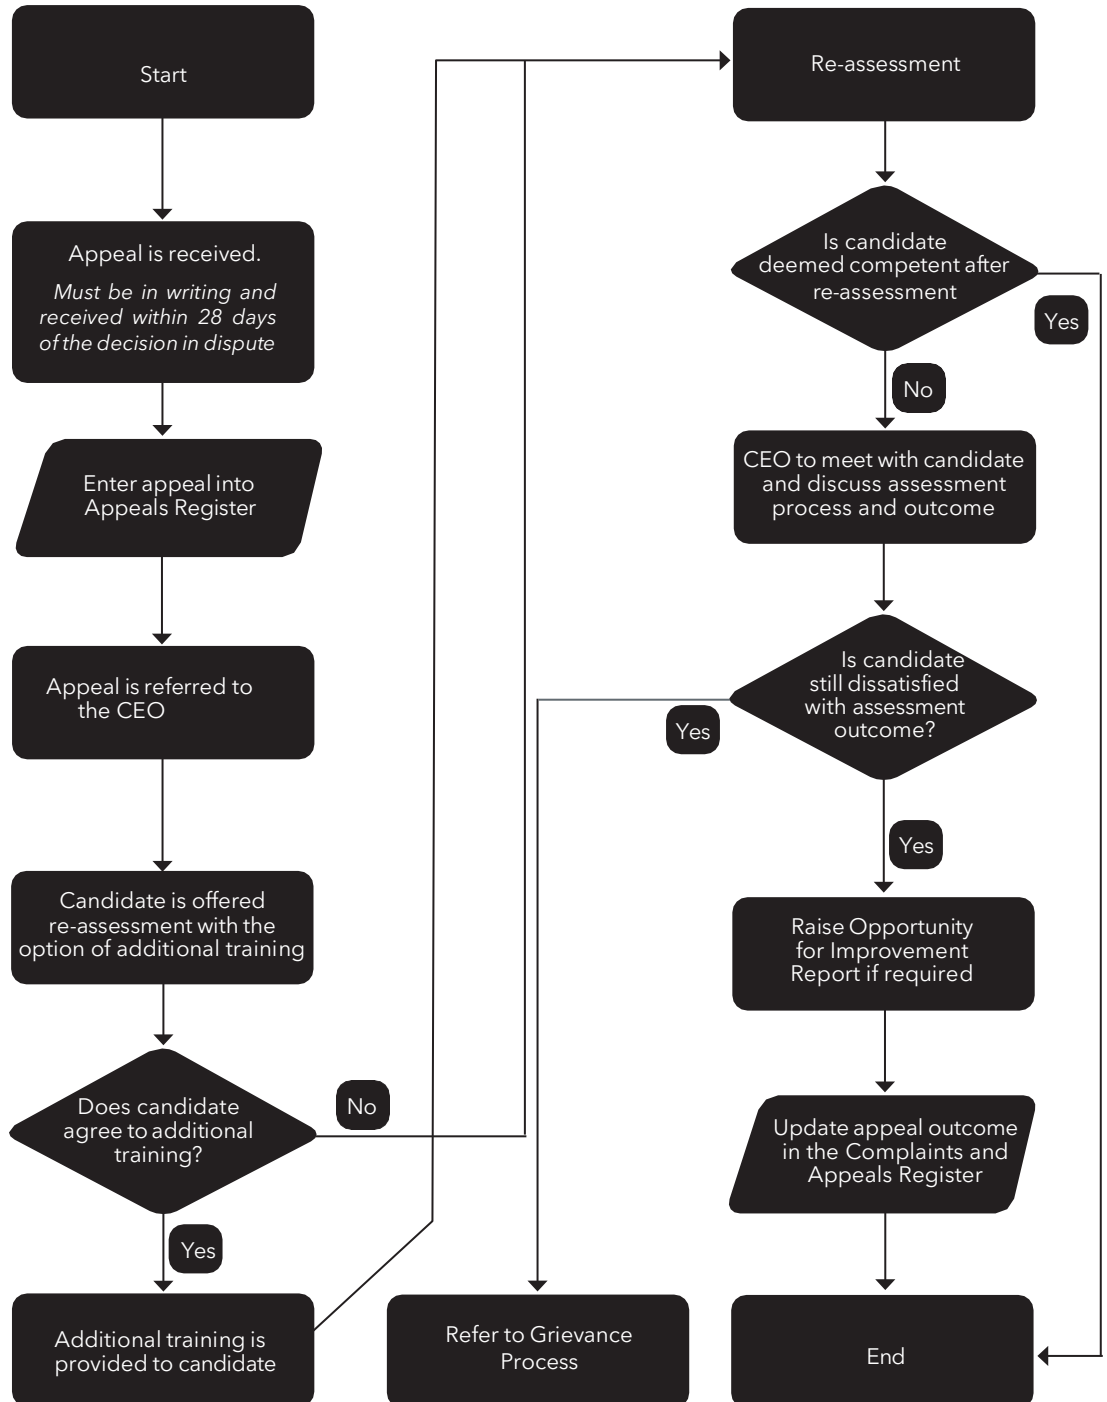 Start
Appeal is received.
Must be in writing and
received within 28 days
of the decision in dispute
Enter appeal into
Appeals Register
Appeal is referred to
the CEO
Candidate is offered
re-assessment with the
option of additional training
Does candidate
agree to additional
training?
No
Yes
Additional training is
provided to candidate
Re-assessment
Is candidate
deemed competent after
re-assessment
Yes
No
CEO to meet with candidate
and discuss assessment
process and outcome
Is candidate
still dissatisfied
with assessment
outcome?
Yes
Yes
Refer to Grievance
Process
Raise Opportunity
for Improvement
Report if required
Update appeal outcome
in the Complaints and
Appeals Register
End